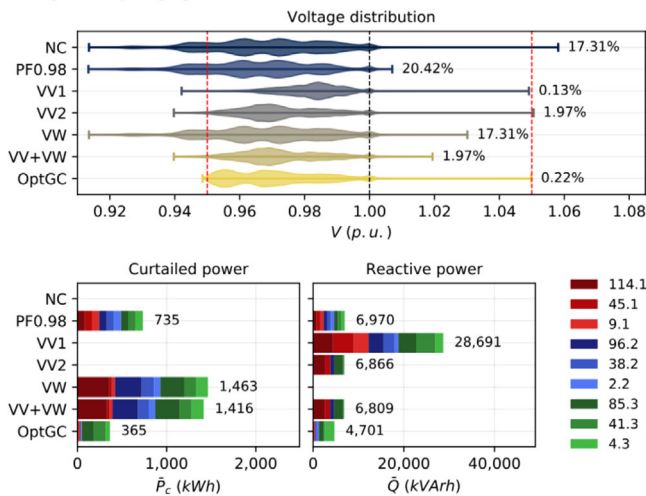 Voltage distribution
NC
17.31%
PF0.98
20.42%
VV1
0.13%
VV2
1.97%
VW
17.31%
VV+VW
1.97%
OptGC
0.22%
0.92 0.94 0.96 0.98 1.00 1.02 1.04 1.06 1.08
V (p.u.)
Curtailed power
Reactive power
NC
PF0.98 735 6,970
VV1 28,691
VV2 6,866
VW 1,463
VV+VW 1,416 6,809
OptGC 365 4,701
0 1,000 2,000
0 20,000 40,000
P̄c (kWh)
Q̄ (kVArh)
114.1
45.1
9.1
96.2
38.2
2.2
85.3
41.3
4.3